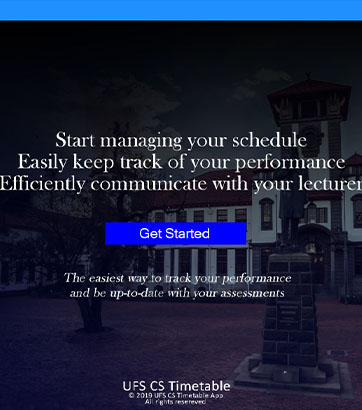 Start managing your schedule
Easily keep track of your performance
Efficiently communicate with your lecturer
Get Started
The easiest way to track your performance
and be up-to-date with your assessments
UFS CS Timetable
© 2019 UFS CS Timetable App
All rights resereved